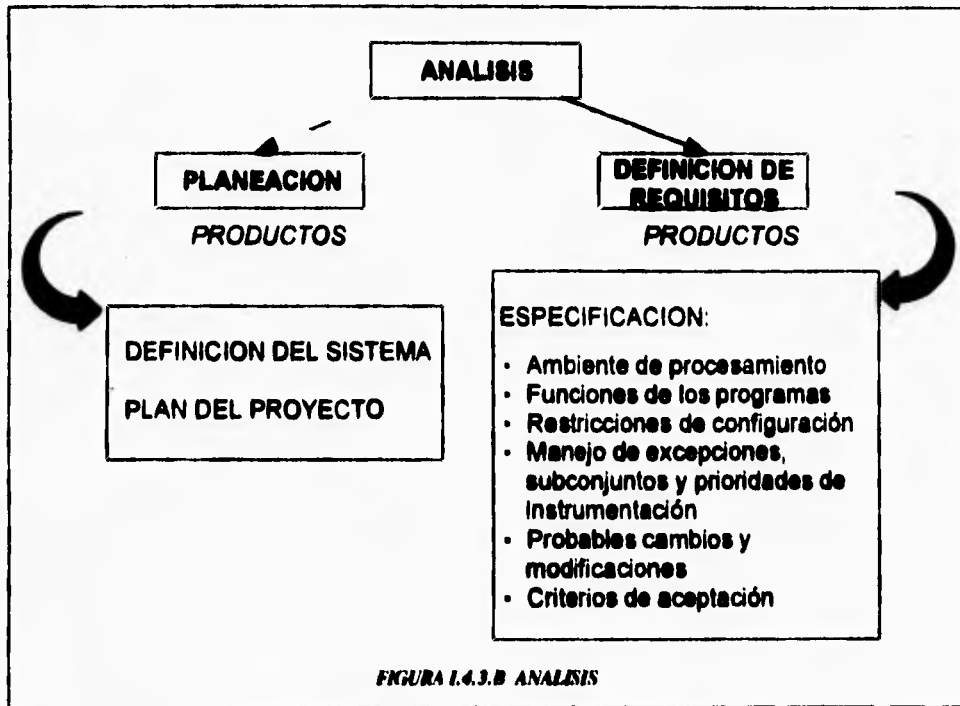 ANALISIS
PLANEACION
PRODUCTOS
DEFINICION DEL SISTEMA
PLAN DEL PROYECTO
DEFINICION DE
REQUISITOS
PRODUCTOS
ESPECIFICACION:
• Ambiente de procesamiento
• Funciones de los programas
• Restricciones de configuración
• Manejo de excepciones,
subconjuntos y prioridades de
Instrumentación
• Probables cambios y
modificaciones
• Criterios de aceptación
FIGURA I.4.3.B ANALISIS